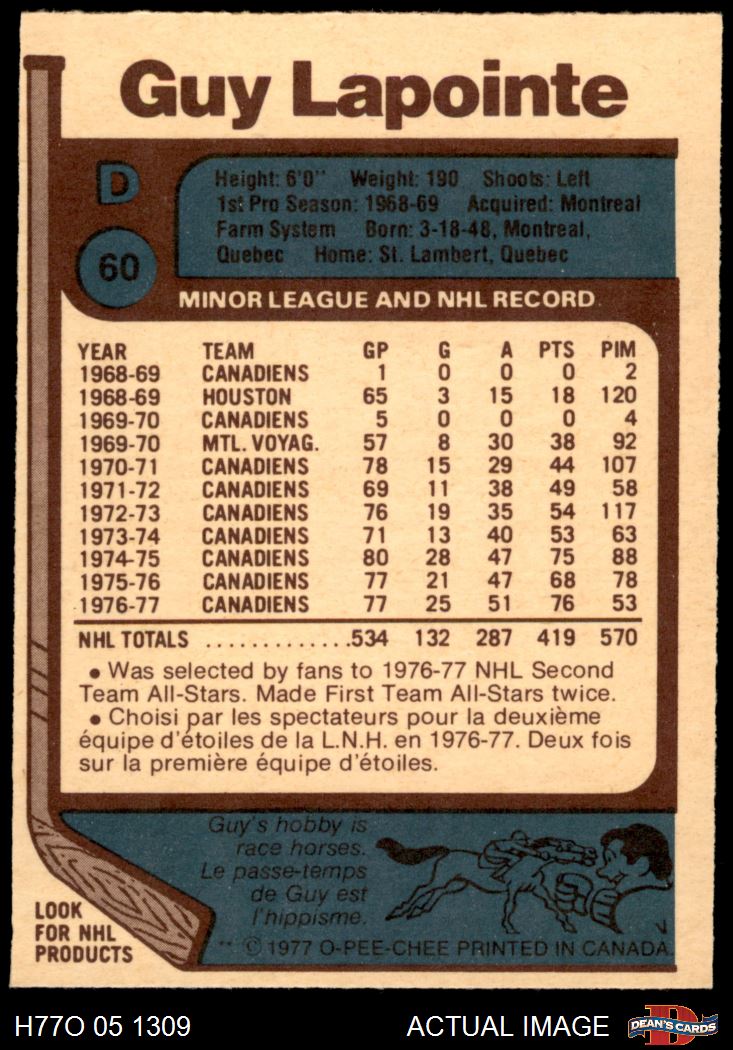 Guy Lapointe
D
60
Height: 6'0" Weight: 190 Shoots: Left
1st Pro Season: 1968-69 Acquired: Montreal
Farm System Born: 3-18-48, Montreal,
Quebec Home: St. Lambert, Quebec
MINOR LEAGUE AND NHL RECORD
YEAR TEAM GP G A PTS PIM
1968-69 CANADIENS 1 0 0 0 2
1968-69 HOUSTON 65 3 15 18 120
1969-70 CANADIENS 5 0 0 0 4
1969-70 MTL. VOYAG. 57 8 30 38 92
1970-71 CANADIENS 78 15 29 44 107
1971-72 CANADIENS 69 11 38 49 58
1972-73 CANADIENS 76 19 35 54 117
1973-74 CANADIENS 71 13 40 53 63
1974-75 CANADIENS 80 28 47 75 88
1975-76 CANADIENS 77 21 47 68 78
1976-77 CANADIENS 77 25 51 76 53
NHL TOTALS .............534 132 287 419 570
• Was selected by fans to 1976-77 NHL Second
Team All-Stars. Made First Team All-Stars twice.
• Choisi par les spectateurs pour la deuxième
équipe d'étoiles de la L.N.H. en 1976-77. Deux fois
sur la première équipe d'étoiles.
Guy's hobby is
race horses.
Le passe-temps
de Guy est
l'hippisme.
LOOK
FOR NHL
PRODUCTS
** © 1977 O-PEE-CHEE PRINTED IN CANADA
H77O 05 1309 ACTUAL IMAGE
D
DEAN'S CARDS